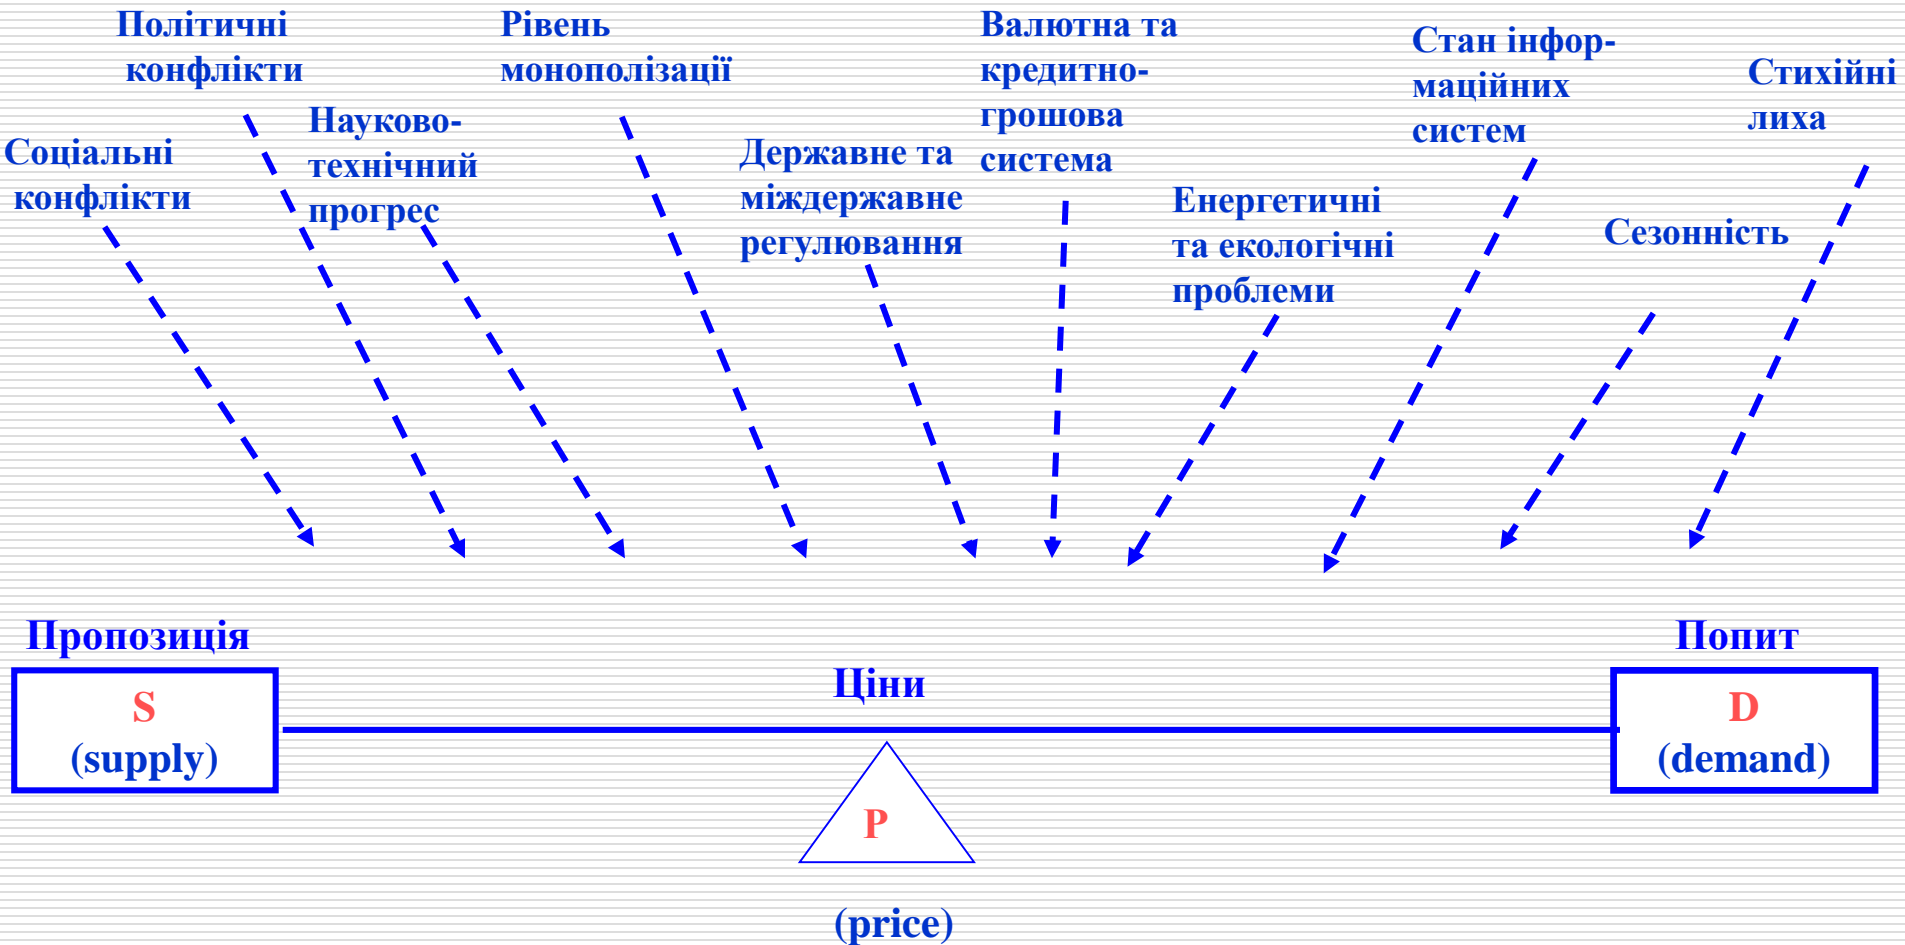 Політичні
конфлікти
Рівень
монополізації
Валютна та
кредитно-
грошова
система
Стан інфор-
маційних
систем
Стихійні
лиха
Соціальні
конфлікти
Науково-
технічний
прогрес
Державне та
міждержавне
регулювання
Енергетичні
та екологічні
проблеми
Сезонність
Пропозиція
S
(supply)
Ціни
P
(price)
Попит
D
(demand)